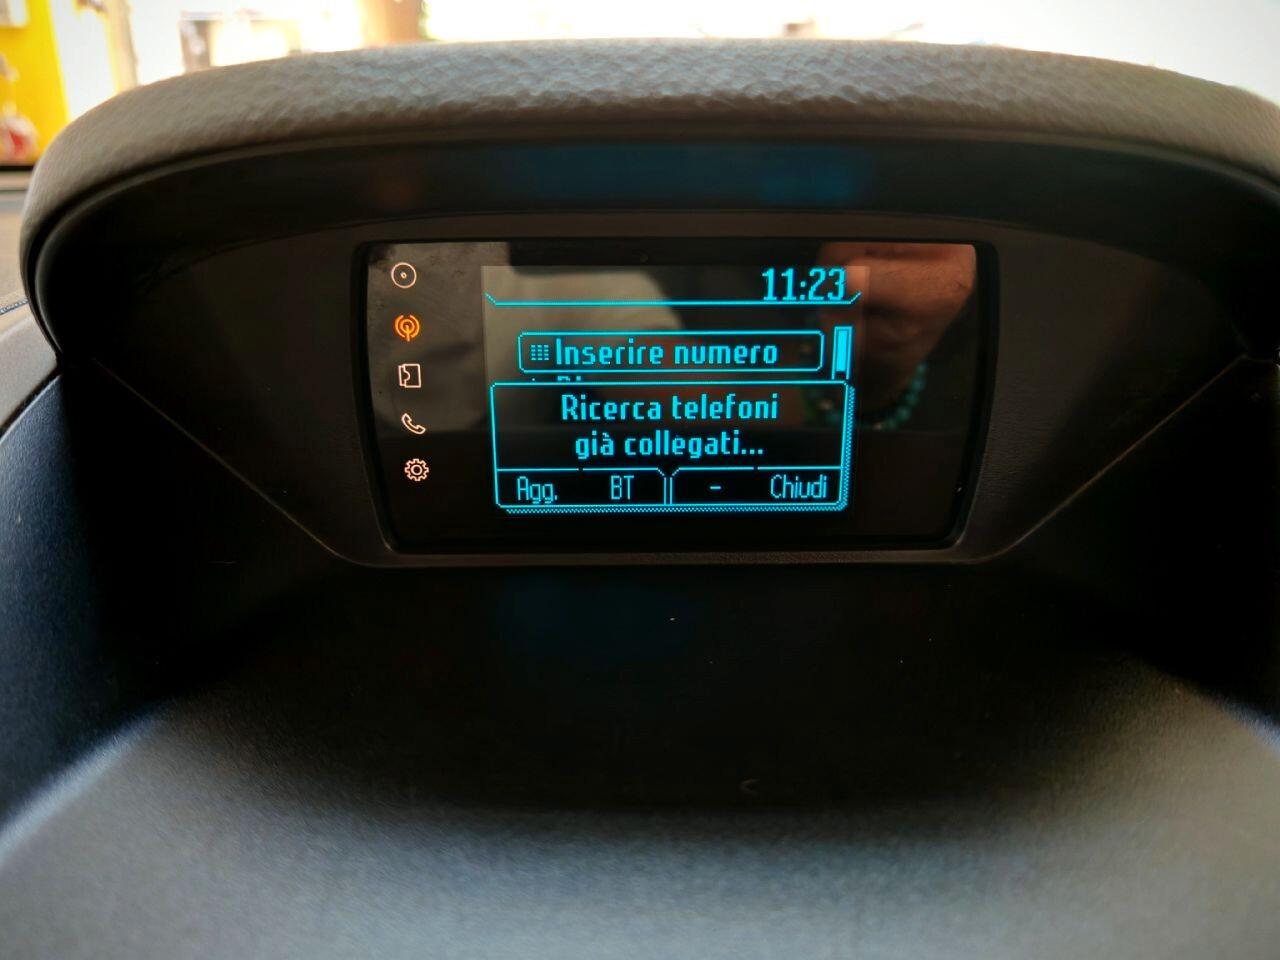 11:23
Inserire numero
Ricerca telefoni
già collegati...
Agg. BT - Chiudi